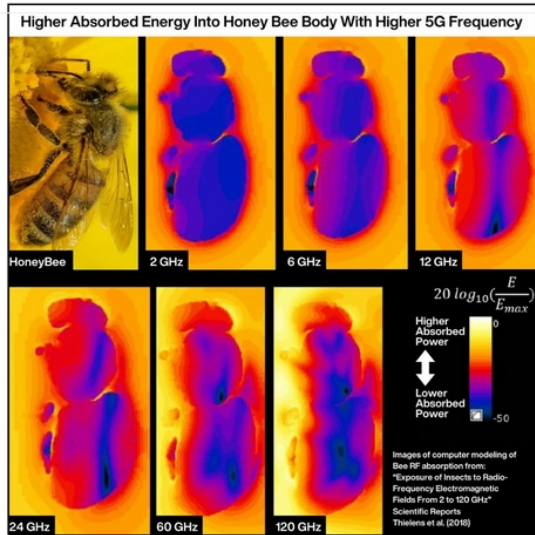 Higher Absorbed Energy Into Honey Bee Body With Higher 5G Frequency
HoneyBee
2 GHz
6 GHz
12 GHz
24 GHz
60 GHz
120 GHz
20 log₁₀(E/Eₘₐₓ)
Higher
Absorbed
Power
Lower
Absorbed
Power
0
-50
Images of computer modeling of
Bee RF absorption from:
"Exposure of Insects to Radio-
Frequency Electromagnetic
Fields From 2 to 120 GHz"
Scientific Reports
Thielens et al. (2018)